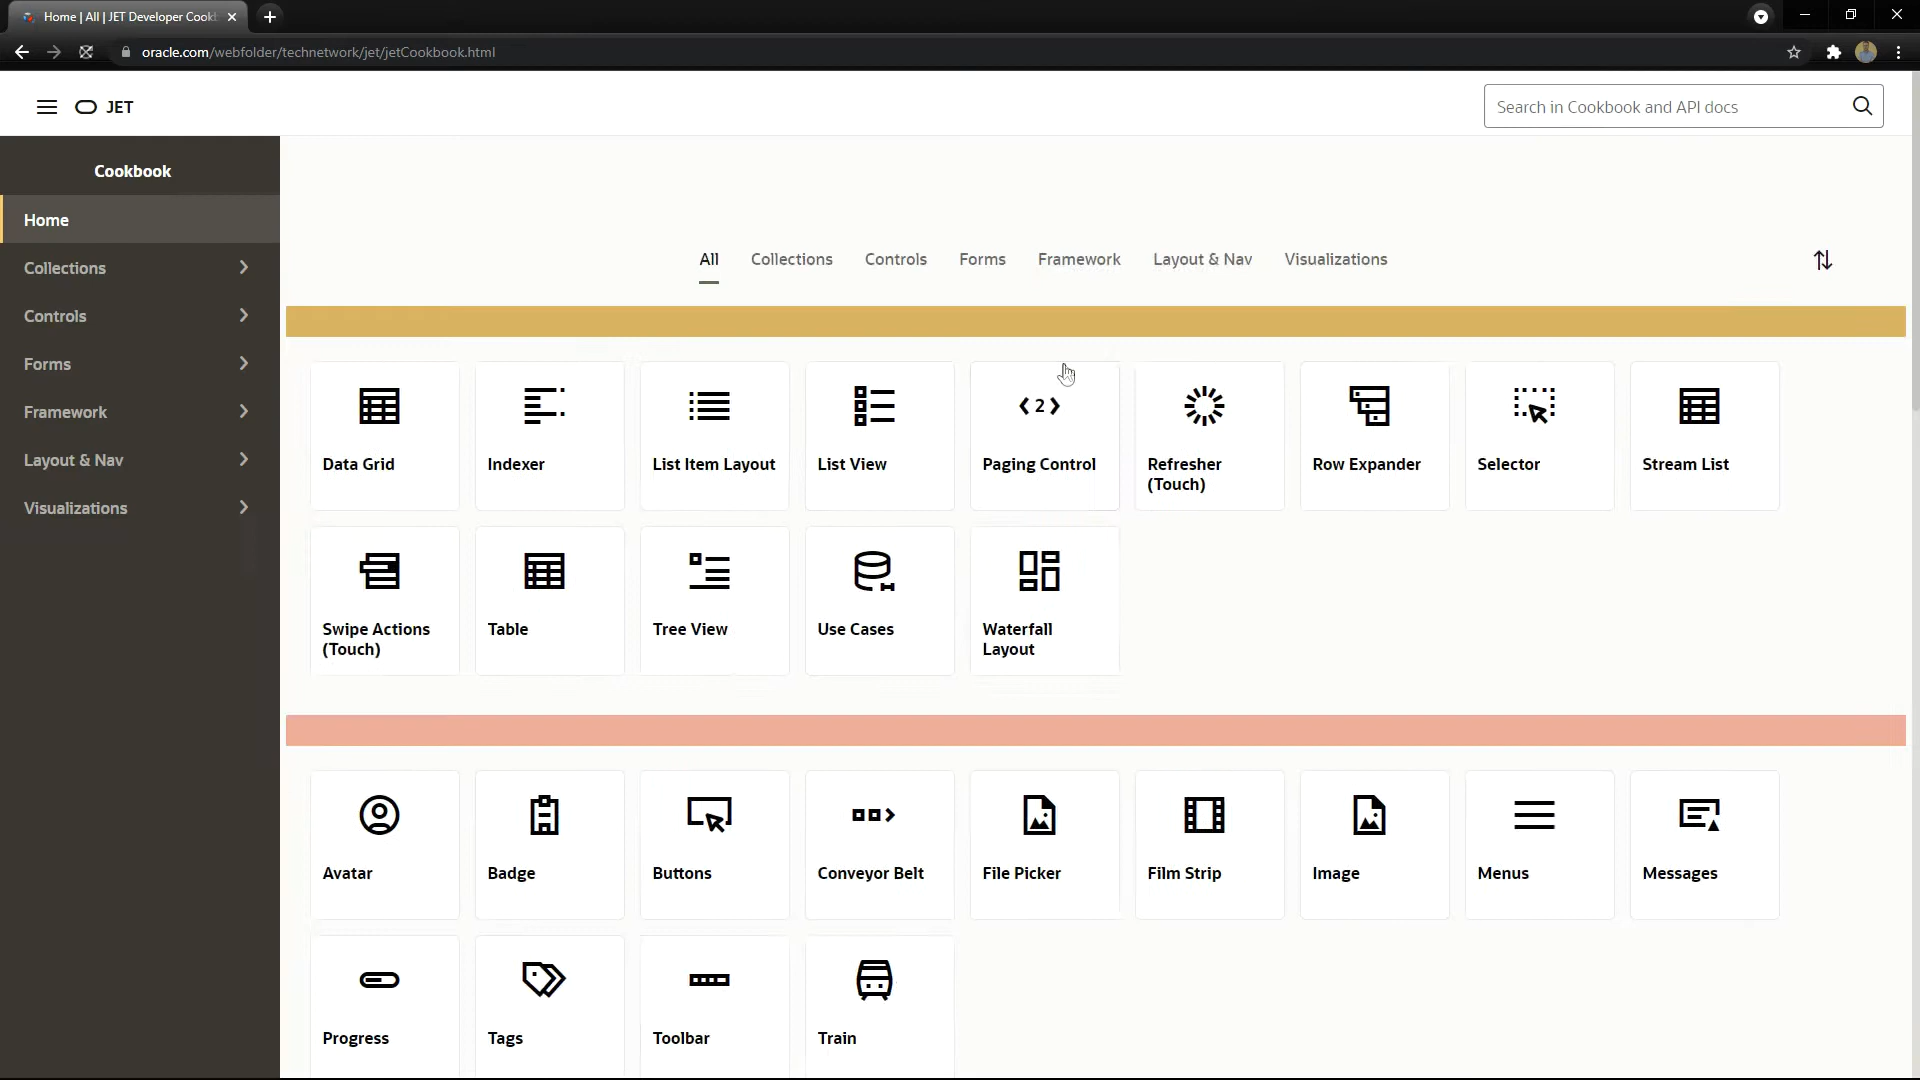 Home | All | JET Developer Cook
oracle.com/webfolder/technetwork/jet/jetCookbook.html
JET
Search in Cookbook and API docs
Cookbook
Home
Collections
Controls
Forms
Framework
Layout & Nav
Visualizations
All Collections Controls Forms Framework Layout & Nav Visualizations
2
Data Grid
Indexer
List Item Layout
List View
Paging Control
Refresher
(Touch)
Row Expander
Selector
Stream List
Swipe Actions
(Touch)
Table
Tree View
Use Cases
Waterfall
Layout
Avatar
Badge
Buttons
Conveyor Belt
File Picker
Film Strip
Image
Menus
Messages
Progress
Tags
Toolbar
Train